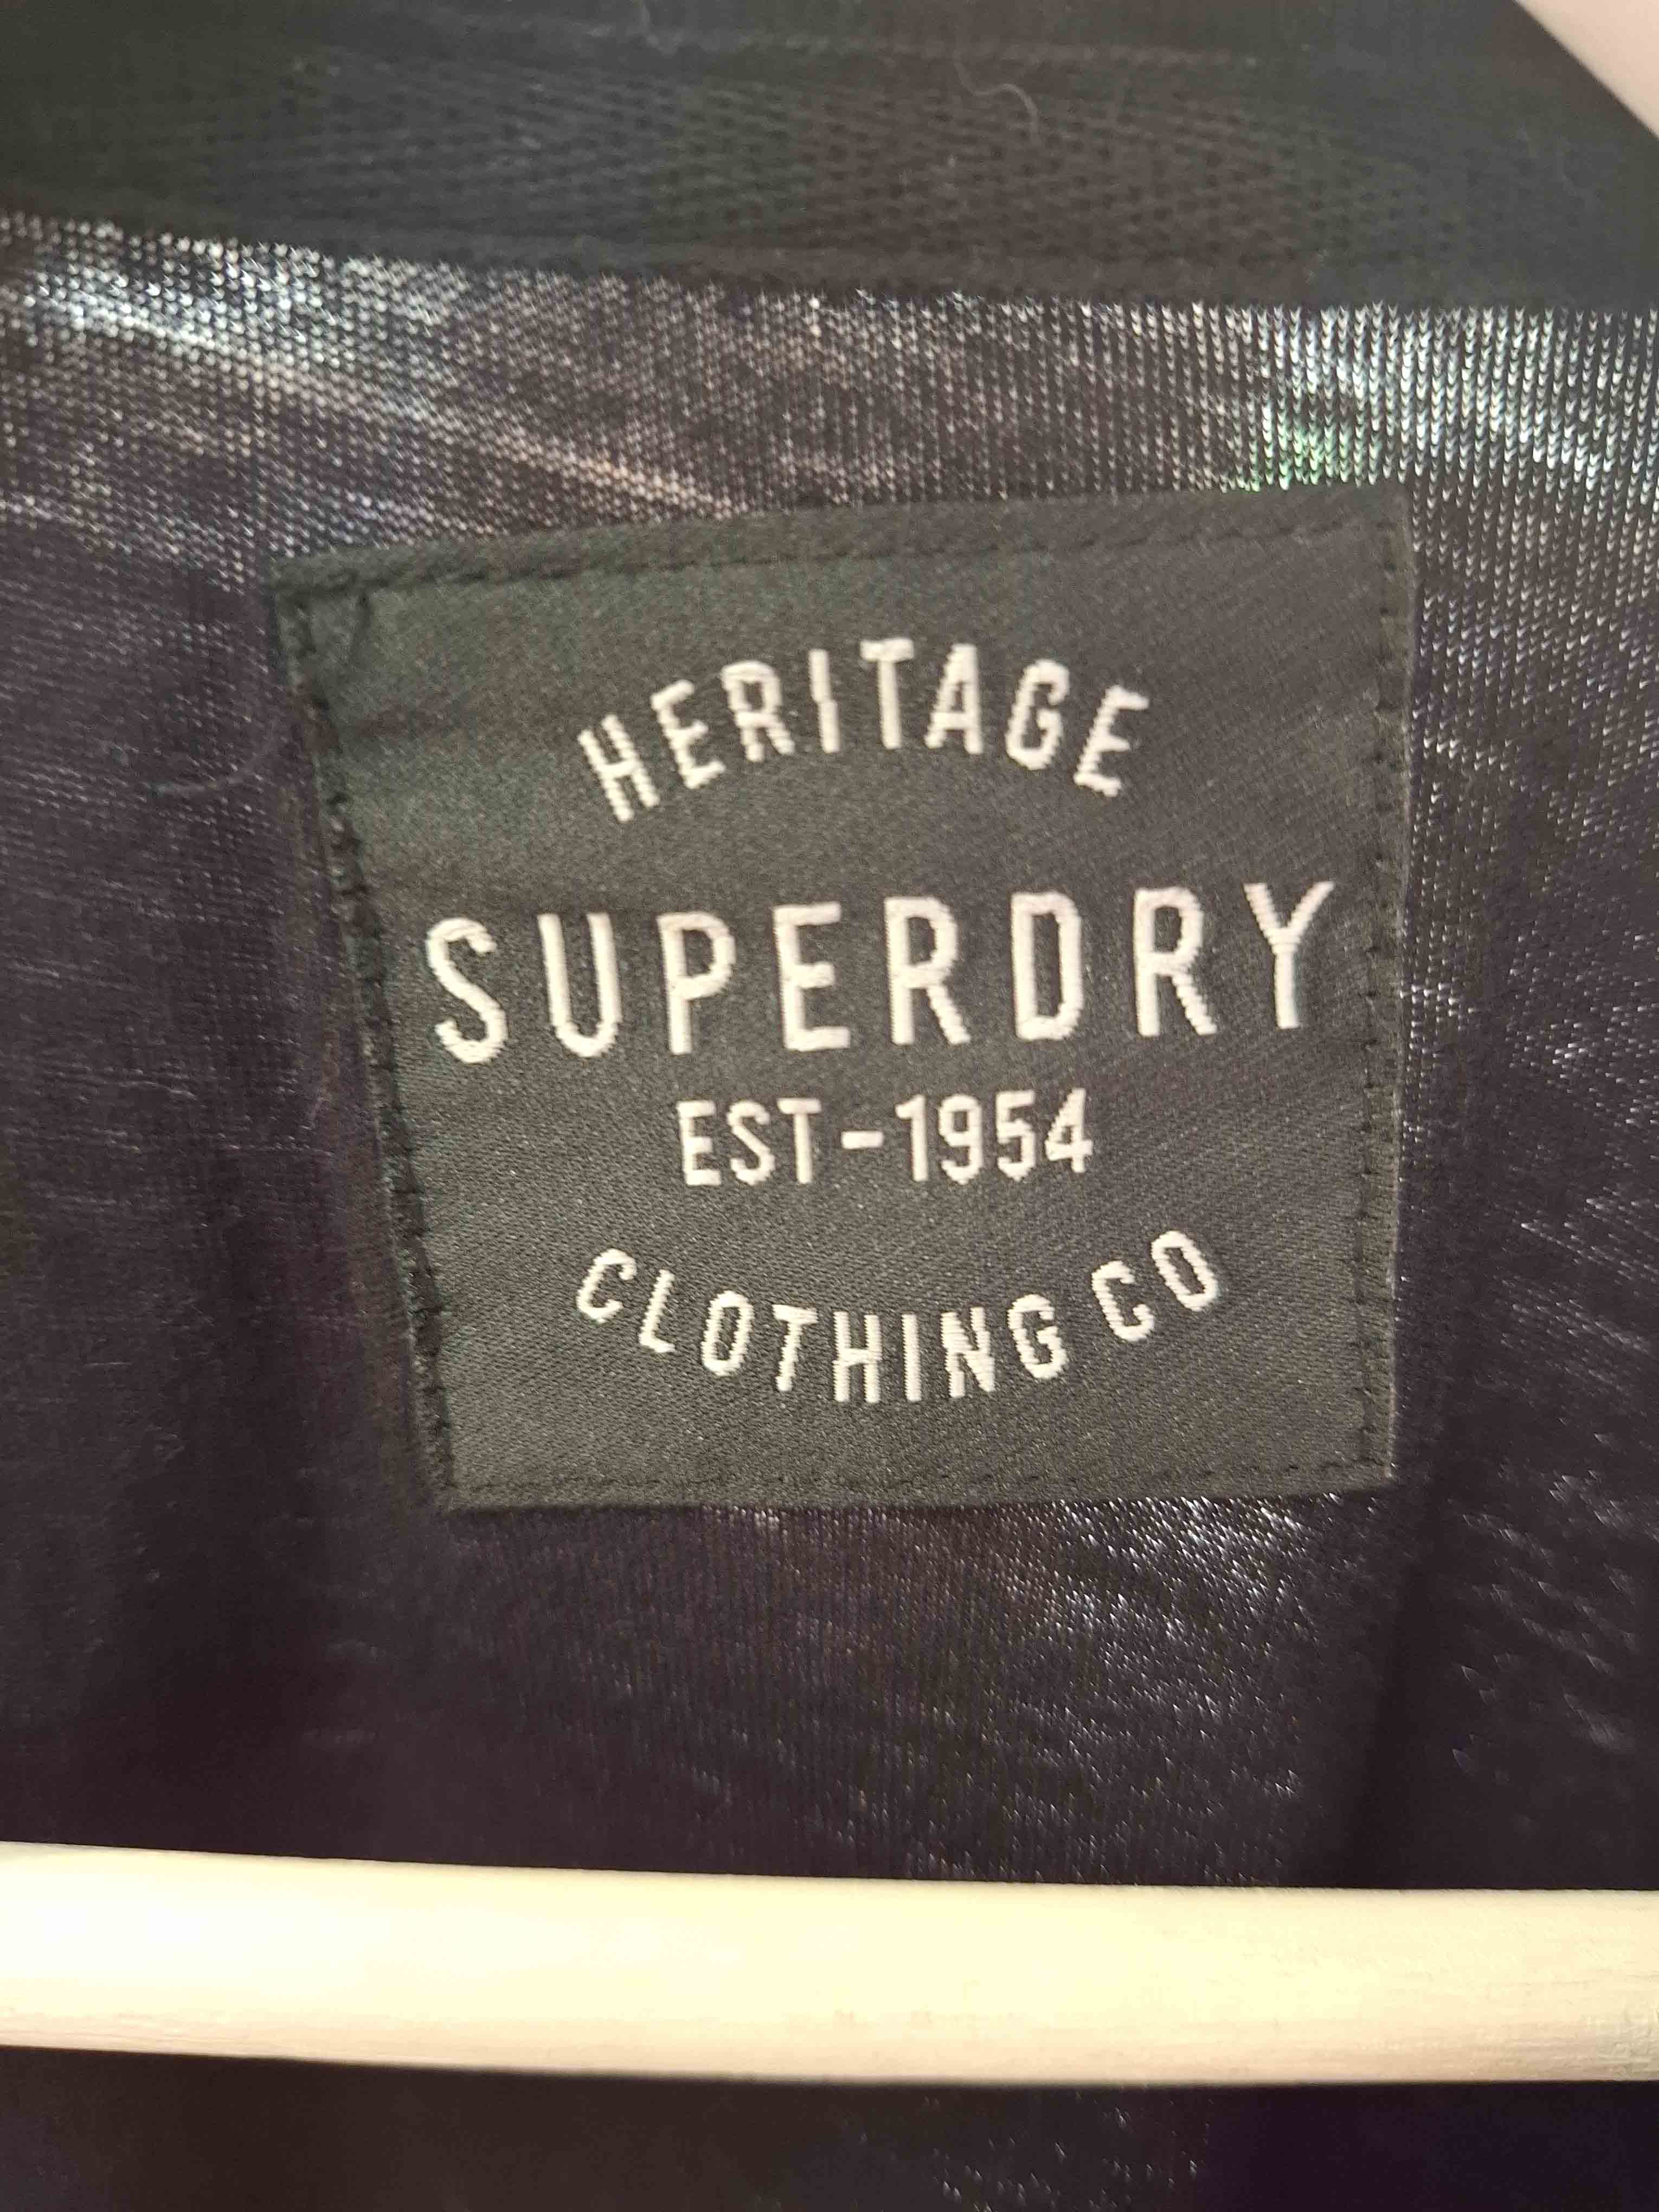 HERITAGE
SUPERDRY
EST-1954
CLOTHING CO